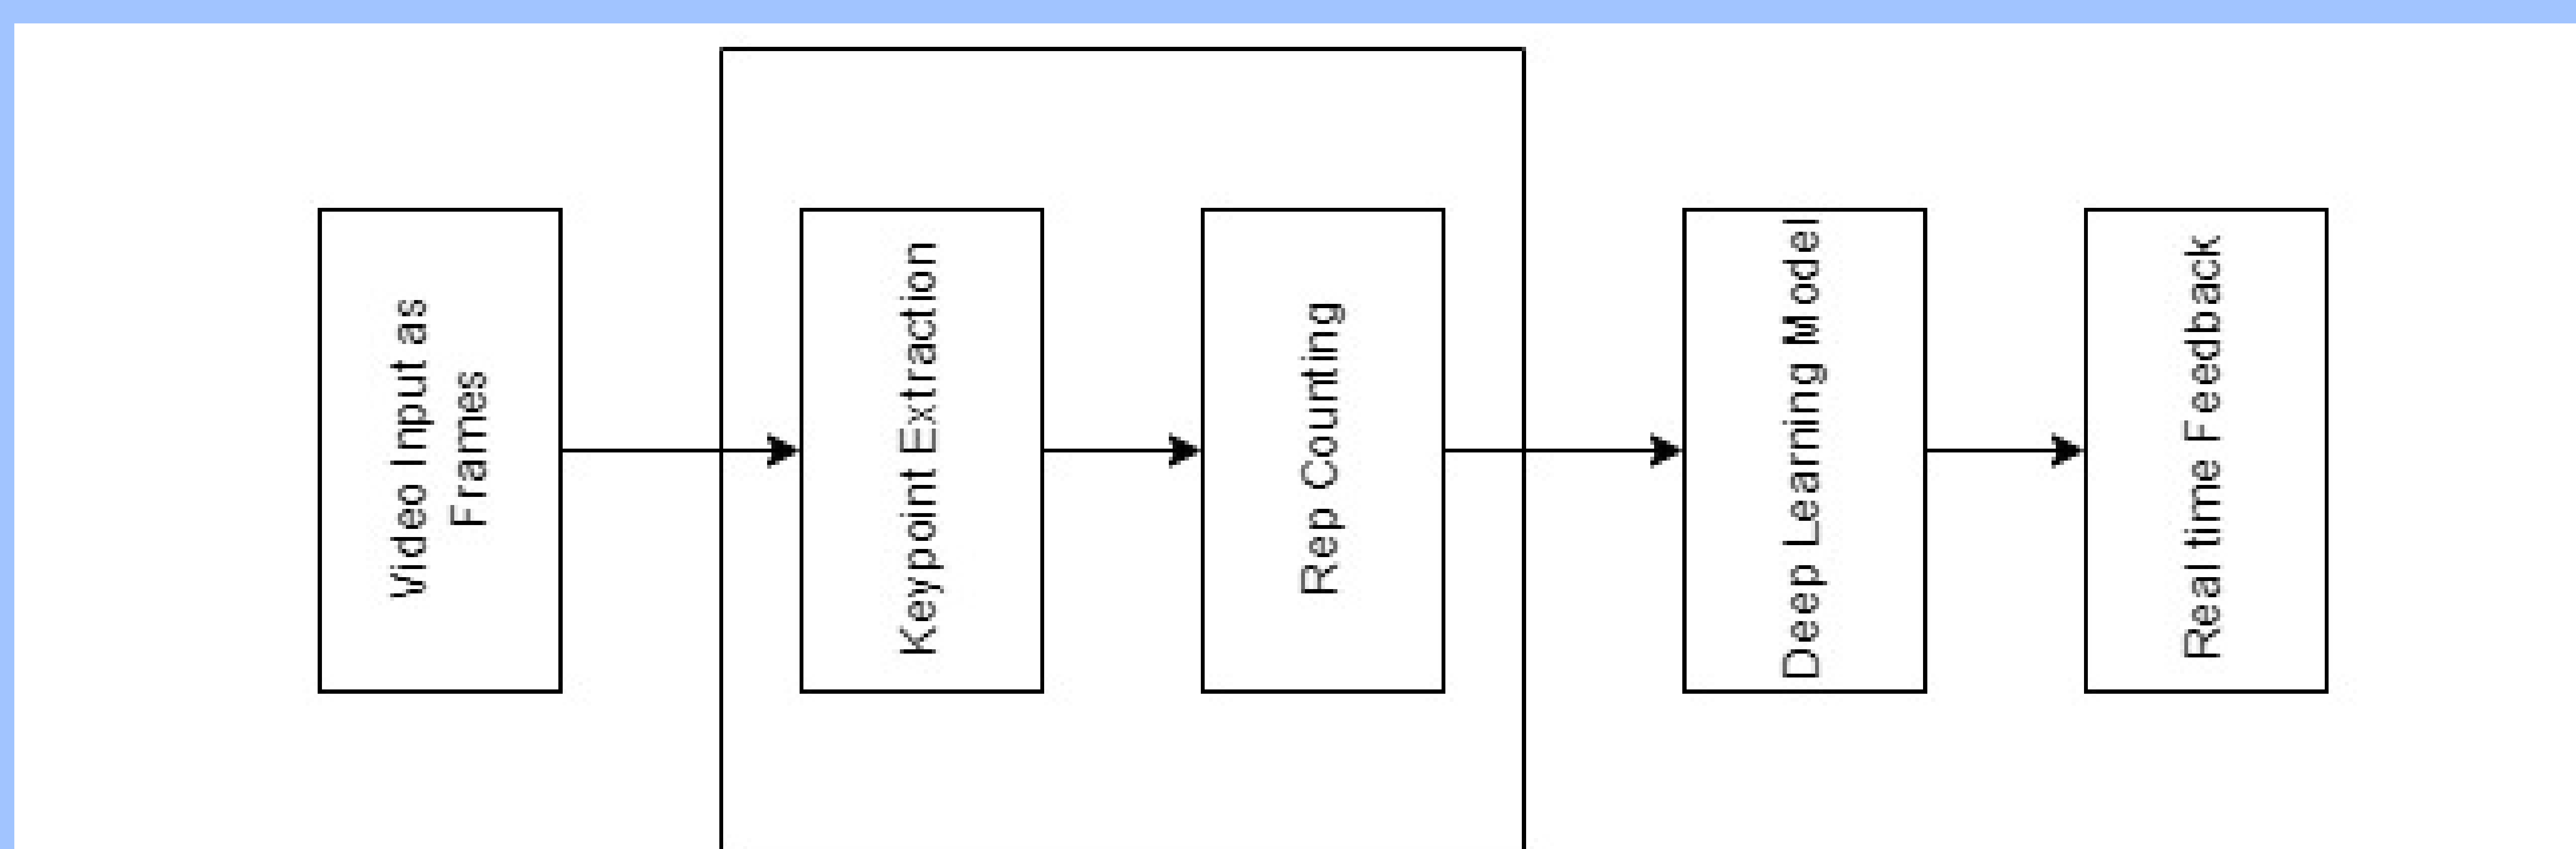 Video Input as
Frames
Keypoint Extraction
Rep Counting
Deep Learning Model
Real time Feedback